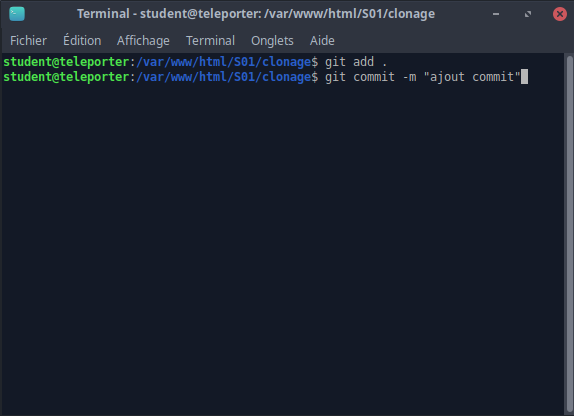 Terminal - student@teleporter: /var/www/html/S01/clonage
Fichier Édition Affichage Terminal Onglets Aide
student@teleporter:/var/www/html/S01/clonage$ git add .
student@teleporter:/var/www/html/S01/clonage$ git commit -m "ajout commit"